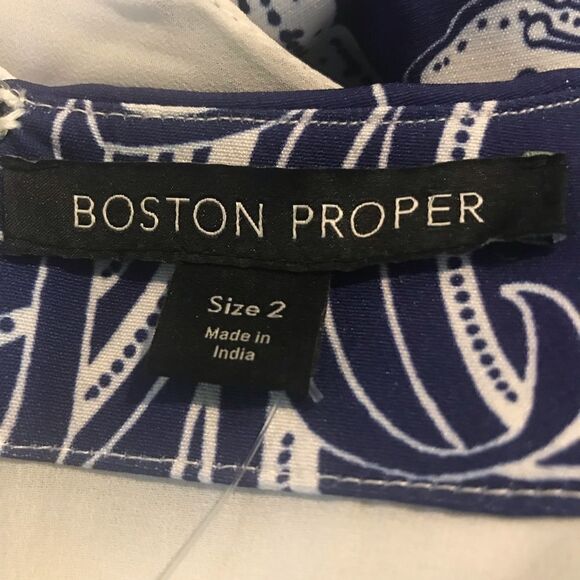 BOSTON PROPER
Size 2
Made in
India